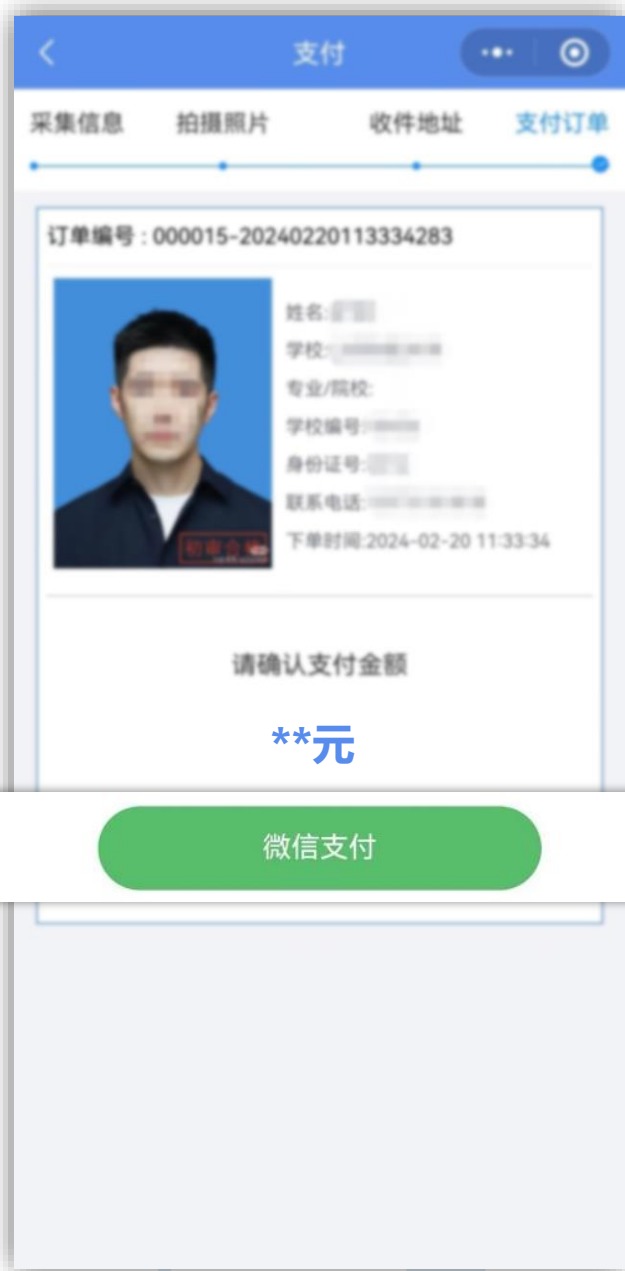 支付
采集信息 拍摄照片 收件地址 支付订单
订单编号：000015-20240220113334283
姓名:
学校:
专业/院校:
学校编号:
身份证号:
联系电话:
下单时间:2024-02-20 11:33:34
请确认支付金额
**元
微信支付